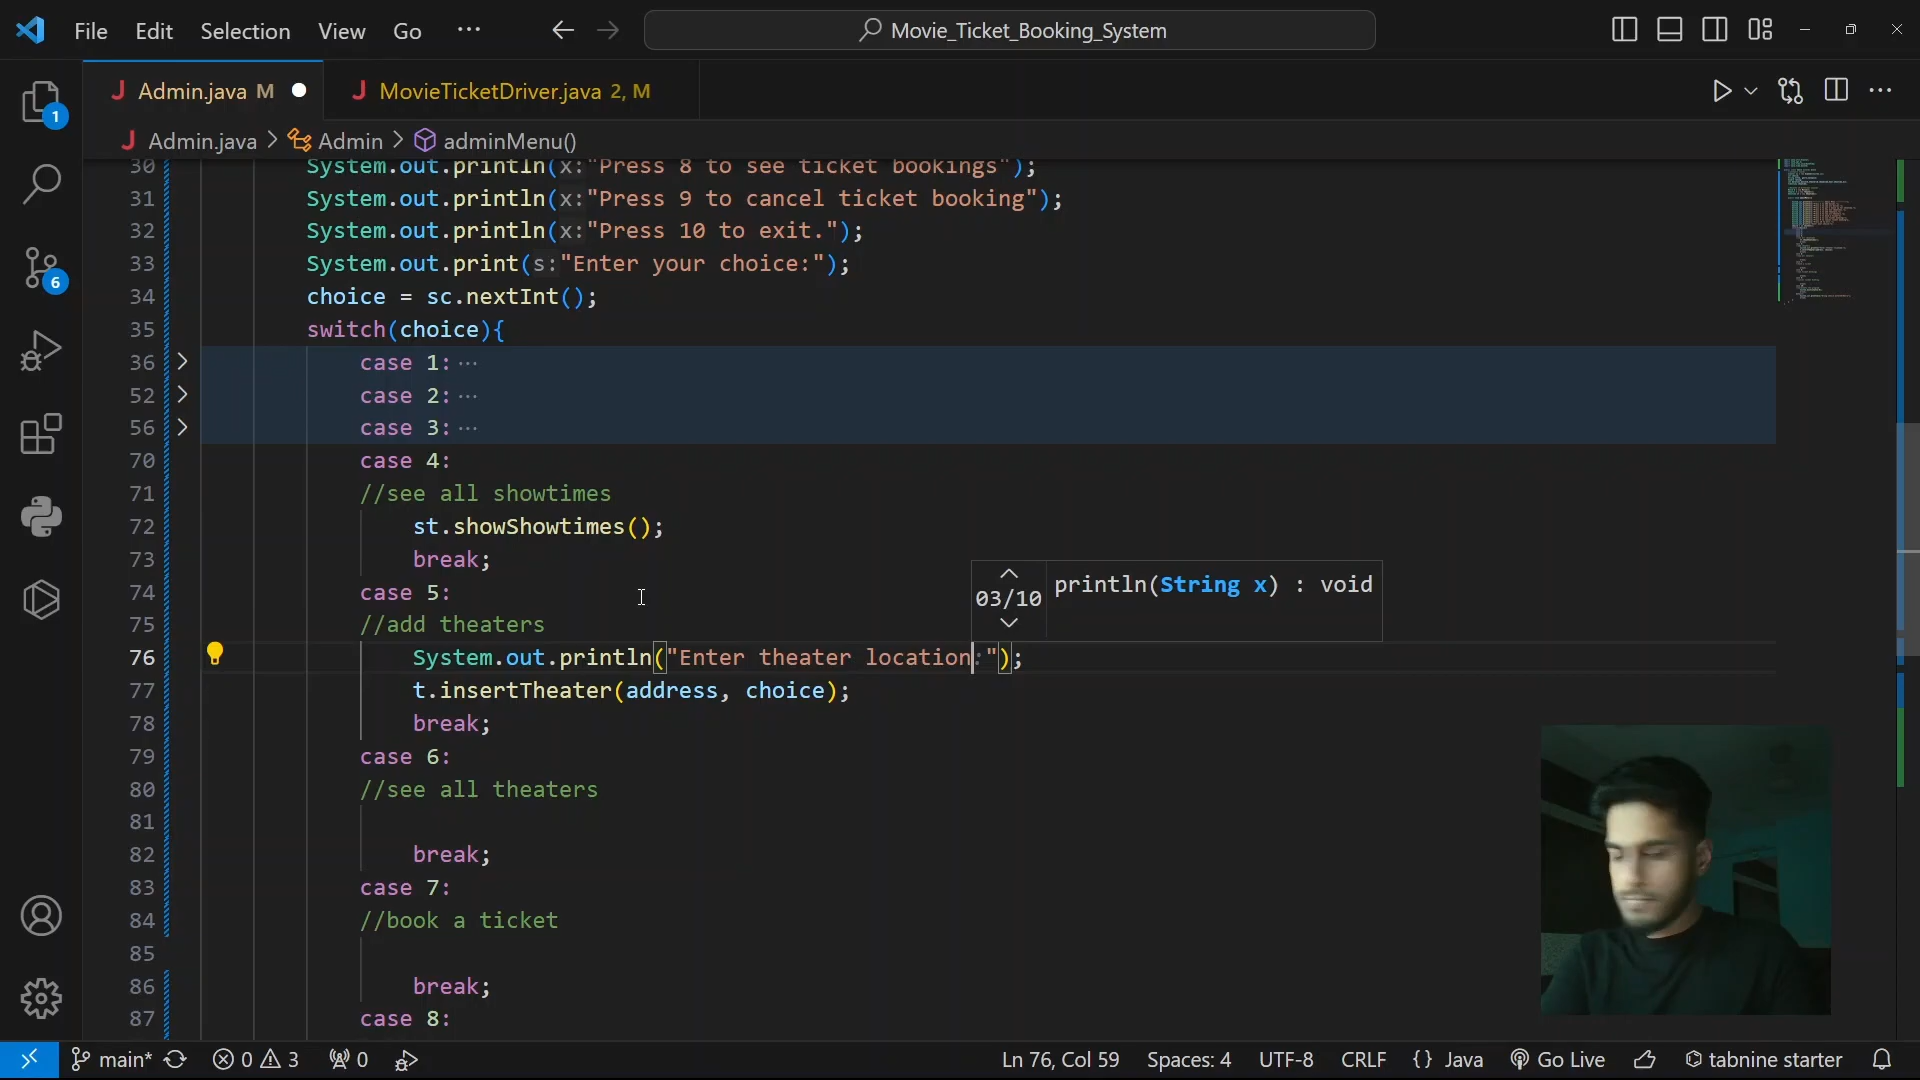 File Edit Selection View Go ··· Movie_Ticket_Booking_System
Admin.java M MovieTicketDriver.java 2, M
Admin.java > Admin > adminMenu()
30 System.out.println(x:"Press 8 to see ticket bookings");
31 System.out.println(x:"Press 9 to cancel ticket booking");
32 System.out.println(x:"Press 10 to exit.");
33 System.out.print(s:"Enter your choice:");
34 choice = sc.nextInt();
35 switch(choice){
36 case 1:···
52 case 2:···
56 case 3:···
70 case 4:
71 //see all showtimes
72 st.showShowtimes();
73 break;
74 case 5:
75 //add theaters
03/10 println(String x) : void
76 System.out.println("Enter theater location:");
77 t.insertTheater(address, choice);
78 break;
79 case 6:
80 //see all theaters
81
82 break;
83 case 7:
84 //book a ticket
85
86 break;
87 case 8:
1
6
main* 0 3 0 Ln 76, Col 59 Spaces: 4 UTF-8 CRLF {} Java Go Live tabnine starter